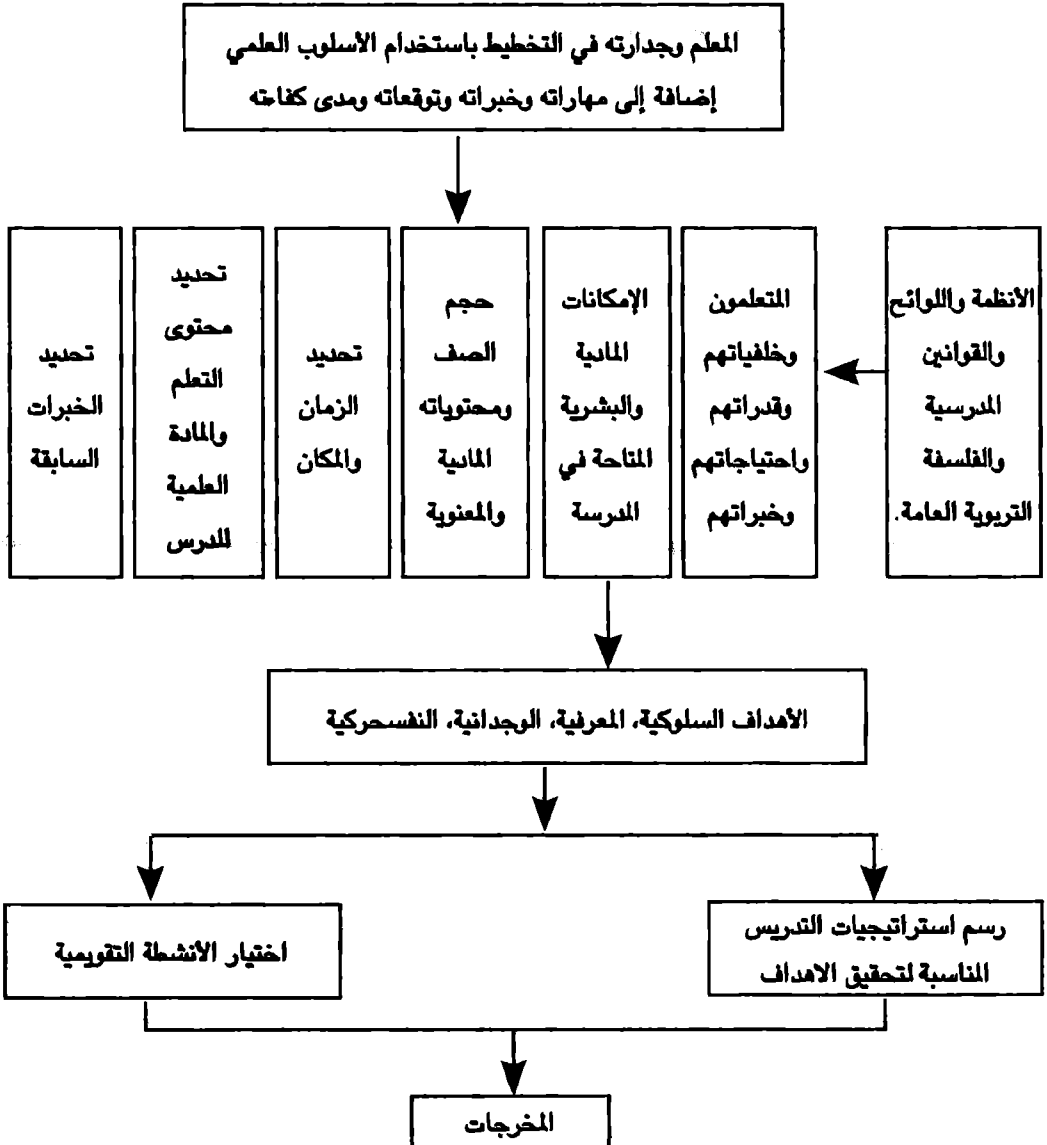 المعلم وجدارته في التخطيط باستخدام الأسلوب العلمي
إضافة إلى مهاراته وخبراته وتوقعاته ومدى كفاءته
الأنظمة واللوائح
والقوانين
المدرسية
والفلسفة
التربوية العامة.
المتعلمون
وخلفياتهم
وقدراتهم
واحتياجاتهم
وخبراتهم
الإمكانات
المادية
والبشرية
المتاحة في
المدرسة
حجم
الصف
ومحتوياته
المادية
والمعنوية
تحديد
الزمان
والمكان
تحديد
محتوى
التعلم
والمادة
العلمية
للدرس
تحديد
الخبرات
السابقة
الأهداف السلوكية، المعرفية، الوجدانية، النفسحركية
رسم استراتيجيات التدريس
المناسبة لتحقيق الاهداف
اختيار الأنشطة التقويمية
المخرجات